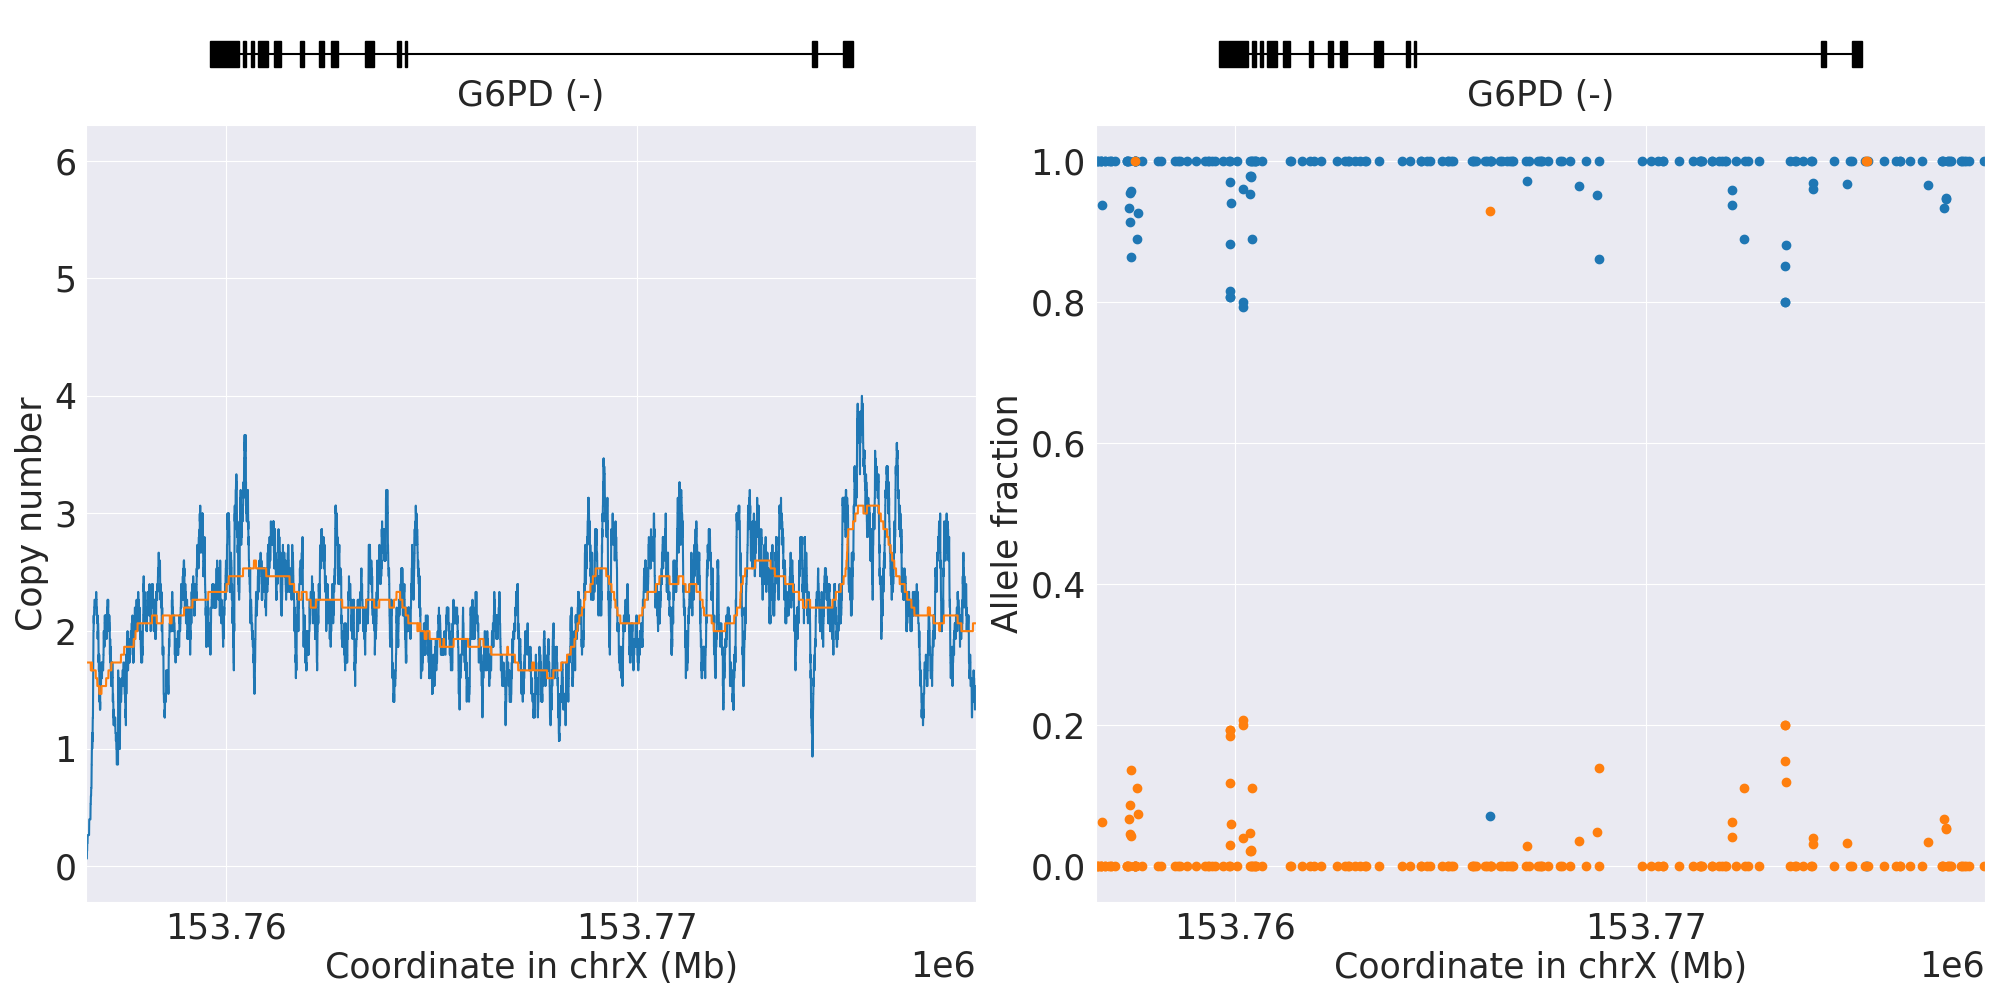 G6PD (-)
6
5
4
3
2
1
0
Copy number
153.76
153.77
Coordinate in chrX (Mb)
1e6
G6PD (-)
1.0
0.8
0.6
0.4
0.2
0.0
Allele fraction
153.76
153.77
Coordinate in chrX (Mb)
1e6